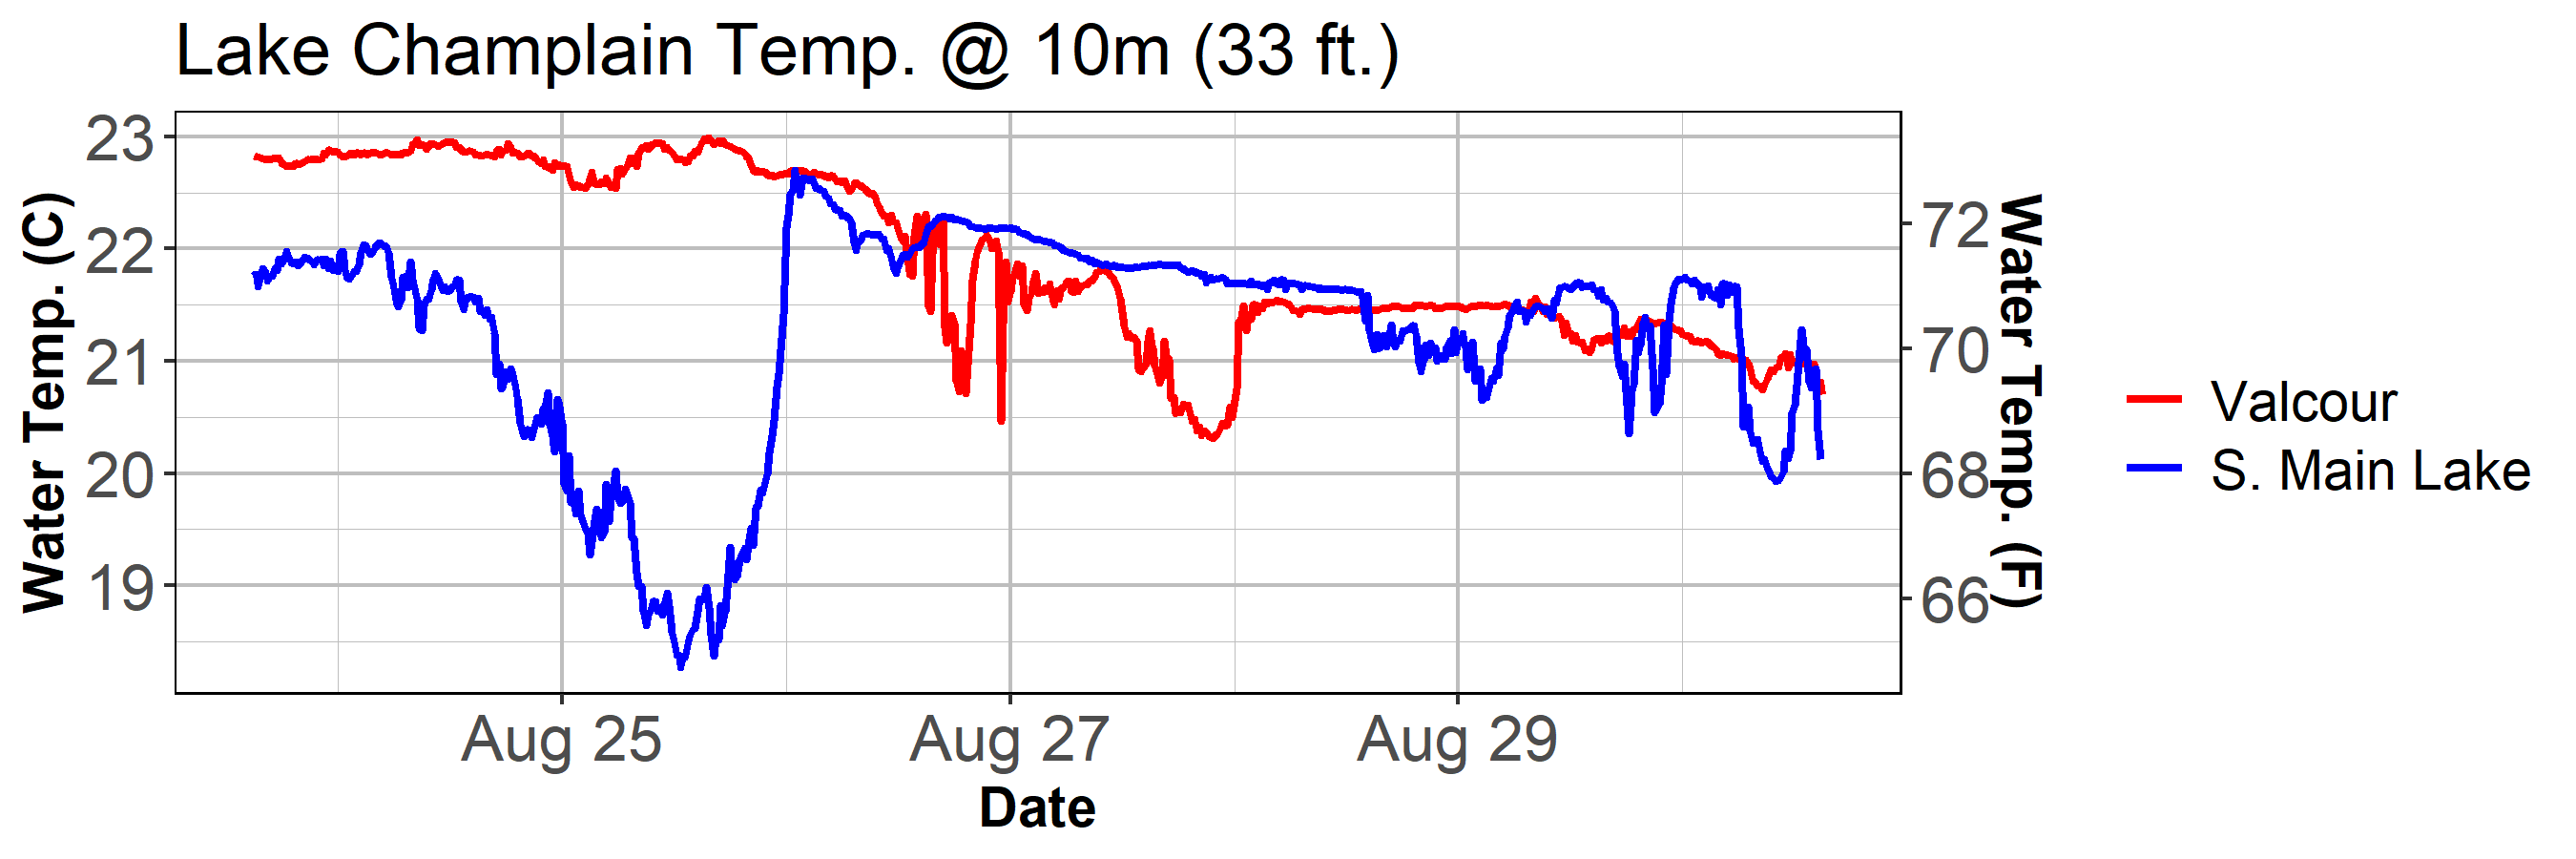 Lake Champlain Temp. @ 10m (33 ft.)
Water Temp. (C)
23
22
21
20
19
72
70
68
66
Water Temp. (F)
Aug 25
Aug 27
Aug 29
Date
Valcour
S. Main Lake